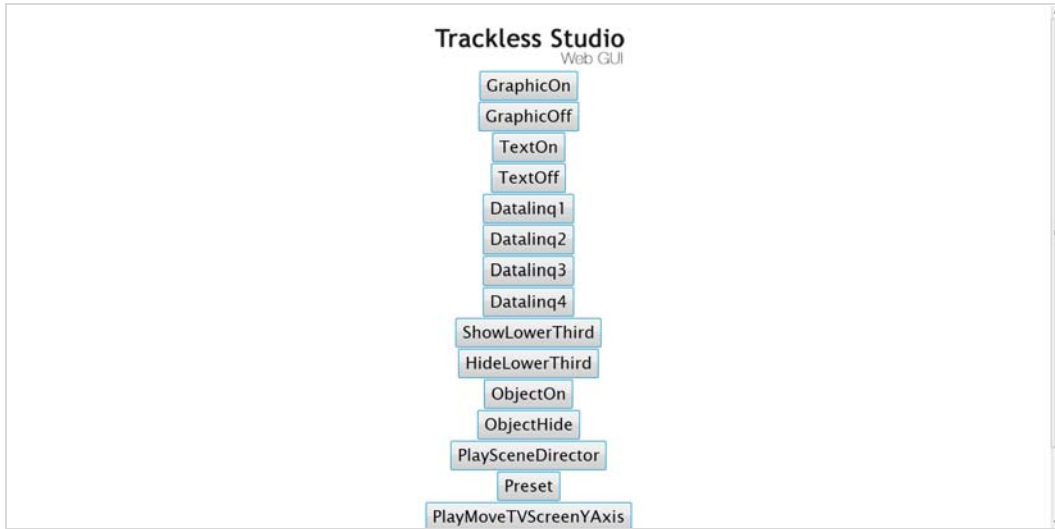 Trackless Studio
Web GUI
GraphicOn
GraphicOff
TextOn
TextOff
Datalinq1
Datalinq2
Datalinq3
Datalinq4
ShowLowerThird
HideLowerThird
ObjectOn
ObjectHide
PlaySceneDirector
Preset
PlayMoveTVScreenYAxis